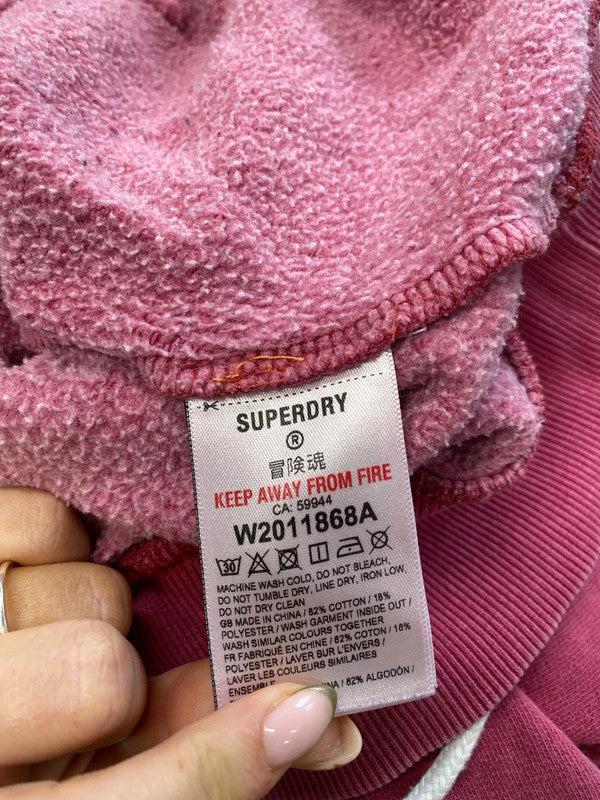 SUPERDRY
®
冒険魂
KEEP AWAY FROM FIRE
CA: 59944
W2011868A
30
MACHINE WASH COLD, DO NOT BLEACH,
DO NOT TUMBLE DRY, LINE DRY, IRON LOW,
DO NOT DRY CLEAN
GB MADE IN CHINA / 82% COTTON / 18%
POLYESTER / WASH GARMENT INSIDE OUT /
WASH SIMILAR COLOURS TOGETHER
FR FABRIQUÉ EN CHINE / 82% COTON / 18%
POLYESTER / LAVER SUR L'ENVERS /
LAVER LES COULEURS SIMILAIRES
ENSEMBLE
/ 82% ALGODÓN /